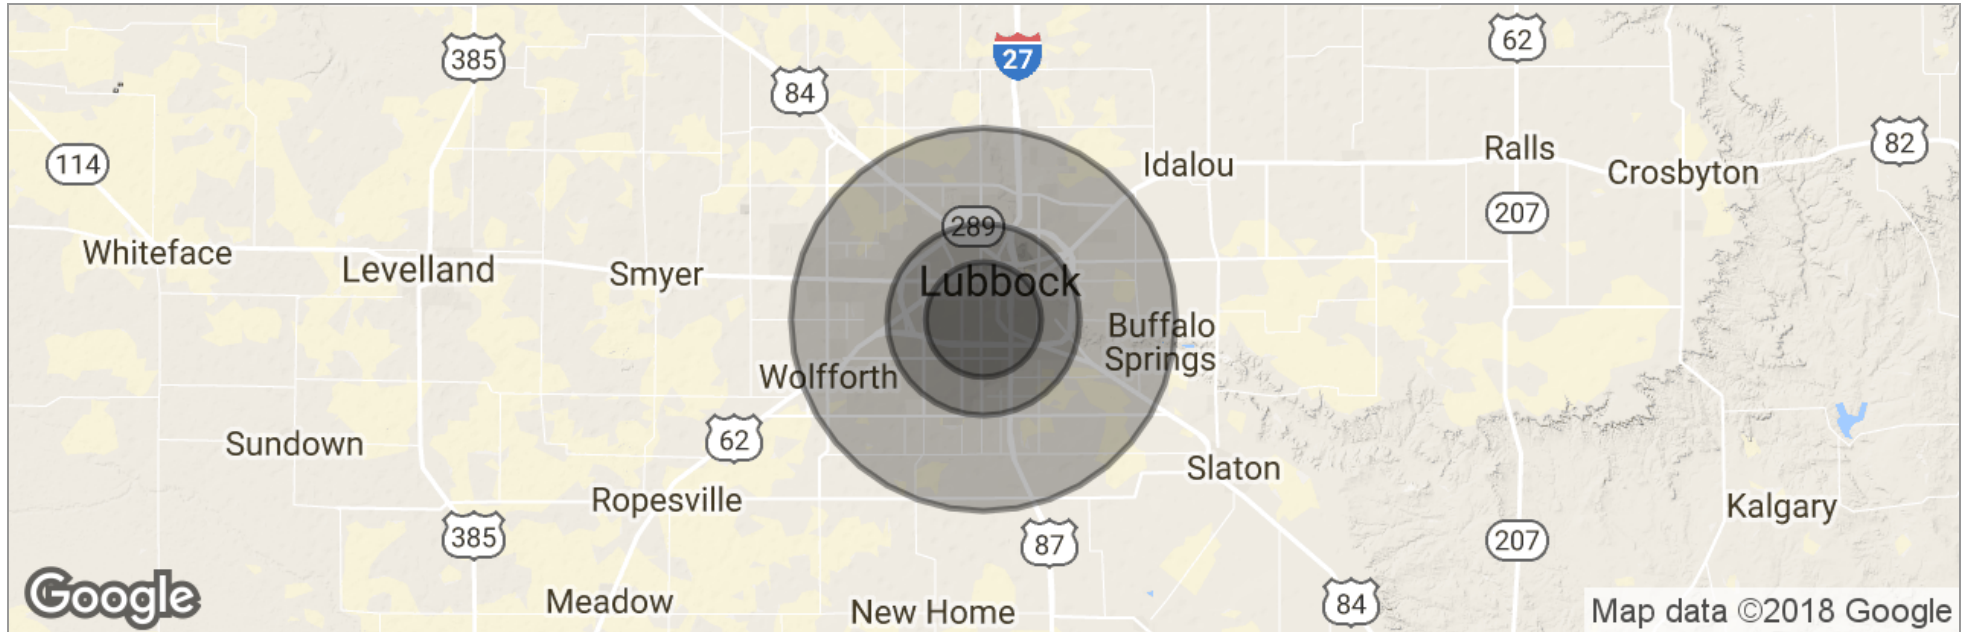 385
27
62
84
82
114
Idalou
Ralls
Crosbyton
207
289
Whiteface
Levelland
Smyer
Lubbock
Buffalo
Springs
Wolfforth
Sundown
62
Slaton
Ropesville
Kalgary
385
87
207
Google
Meadow
New Home
84
Map data ©2018 Google